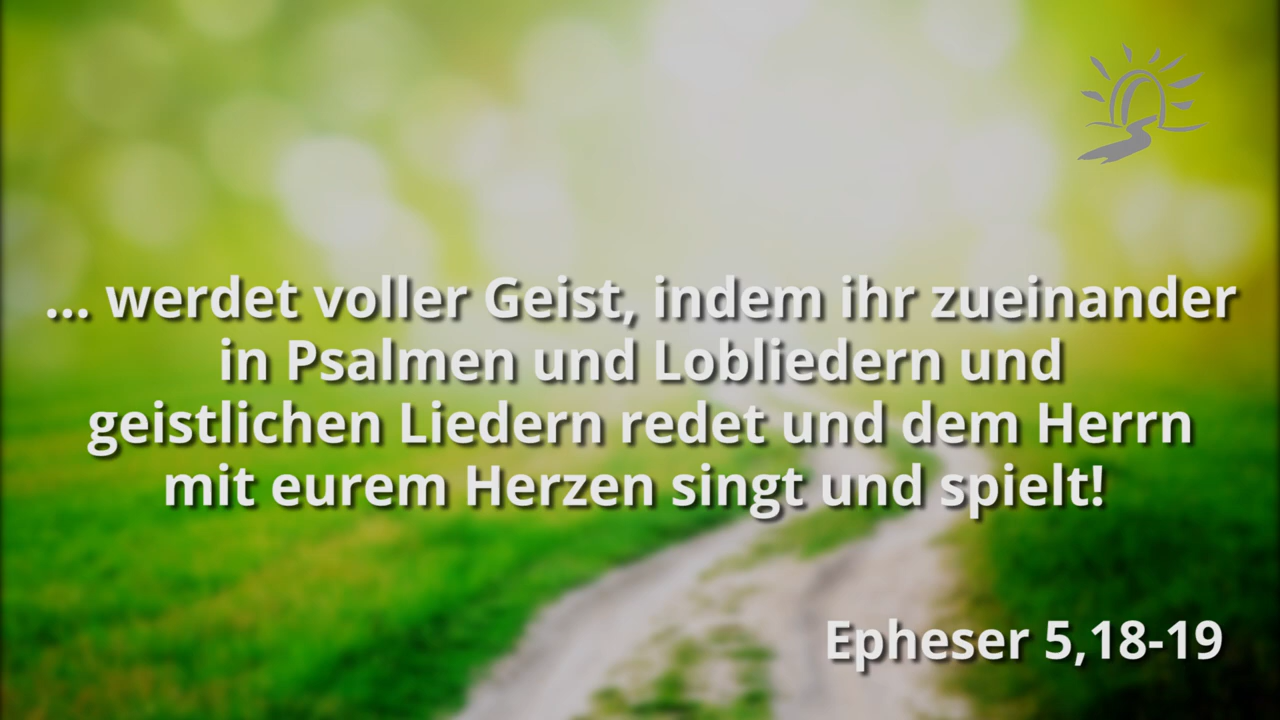 ... werdet voller Geist, indem ihr zueinander
in Psalmen und Lobliedern und
geistlichen Liedern redet und dem Herrn
mit eurem Herzen singt und spielt!
Epheser 5,18-19